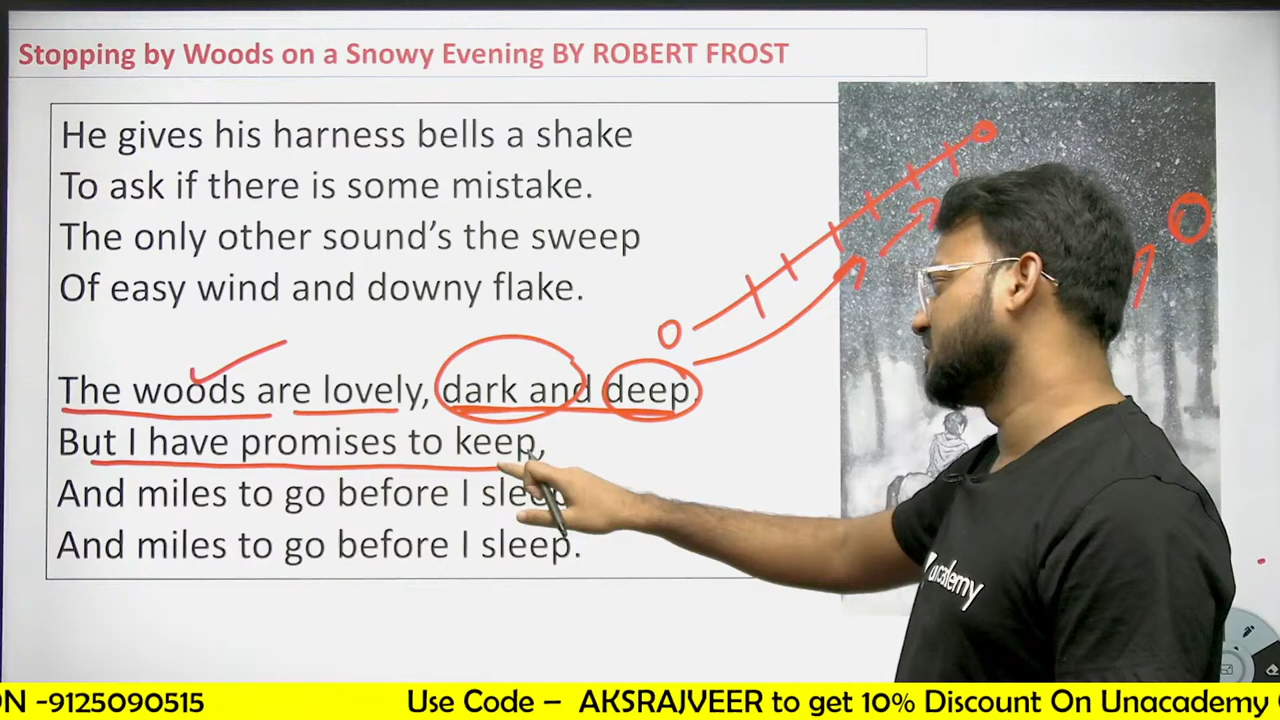 Stopping by Woods on a Snowy Evening BY ROBERT FROST
He gives his harness bells a shake
To ask if there is some mistake.
The only other sound's the sweep
Of easy wind and downy flake.
The woods are lovely, dark and deep.
But I have promises to keep,
And miles to go before I sleep
And miles to go before I sleep.
unacademy
ON -9125090515 Use Code – AKSRAJVEER to get 10% Discount On Unacademy